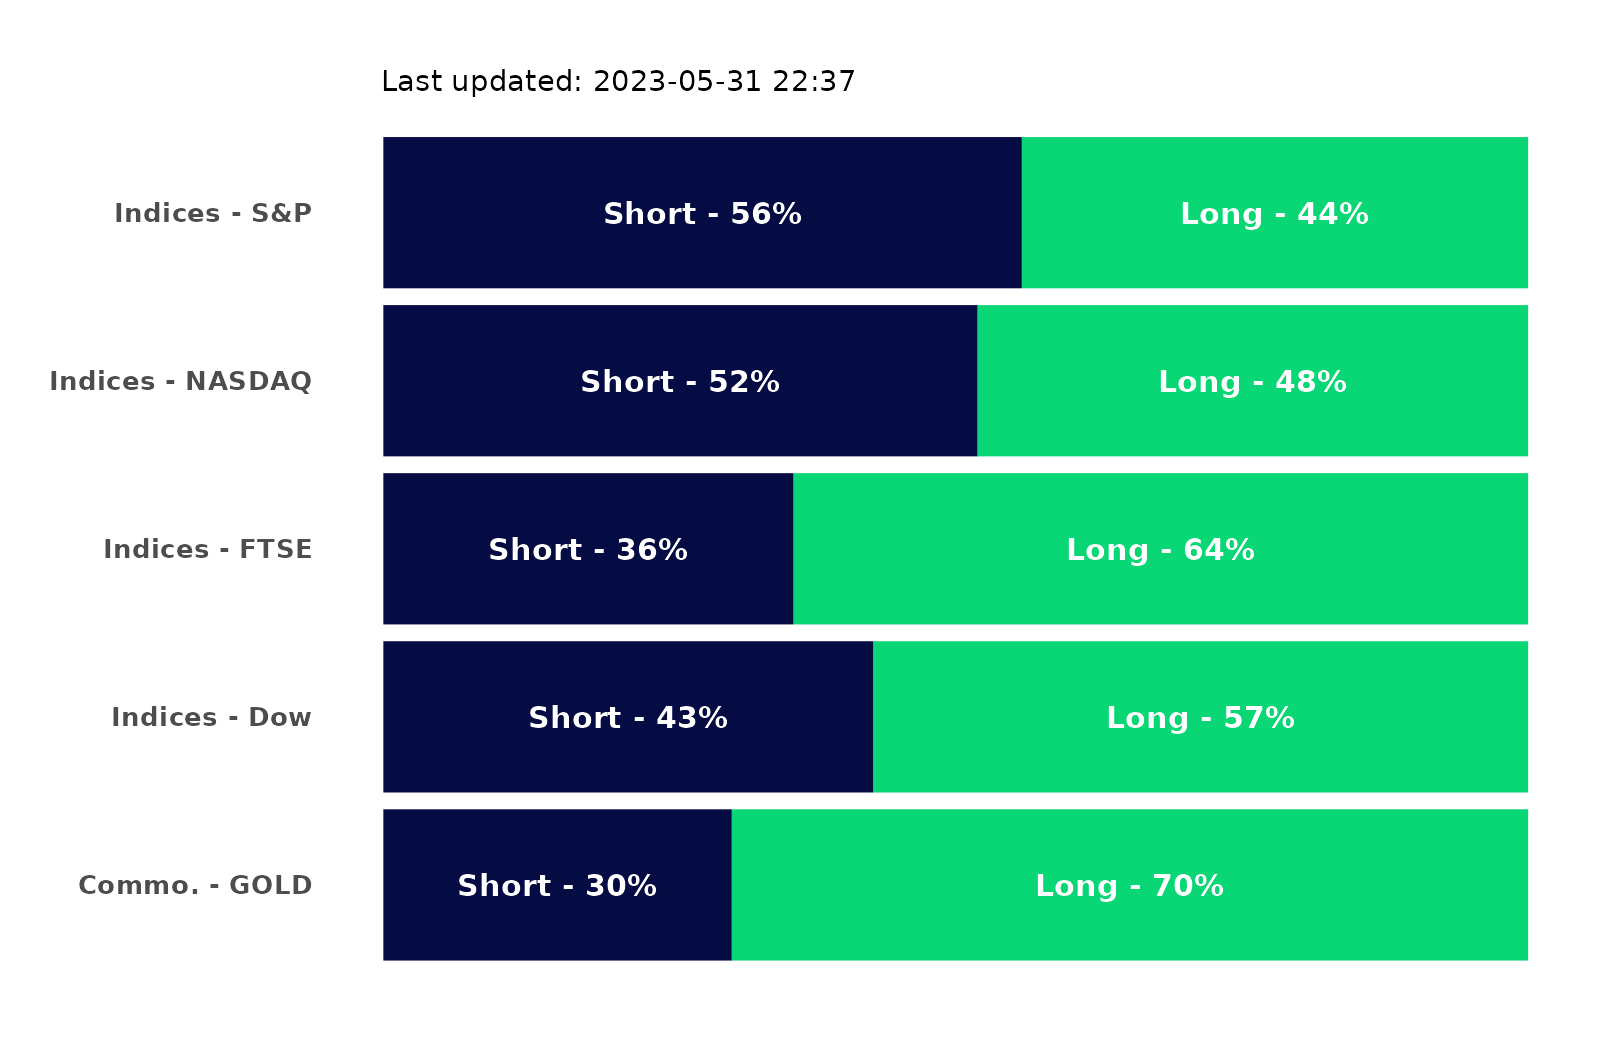 Last updated: 2023-05-31 22:37
Indices - S&P
Short - 56%
Long - 44%
Indices - NASDAQ
Short - 52%
Long - 48%
Indices - FTSE
Short - 36%
Long - 64%
Indices - Dow
Short - 43%
Long - 57%
Commo. - GOLD
Short - 30%
Long - 70%